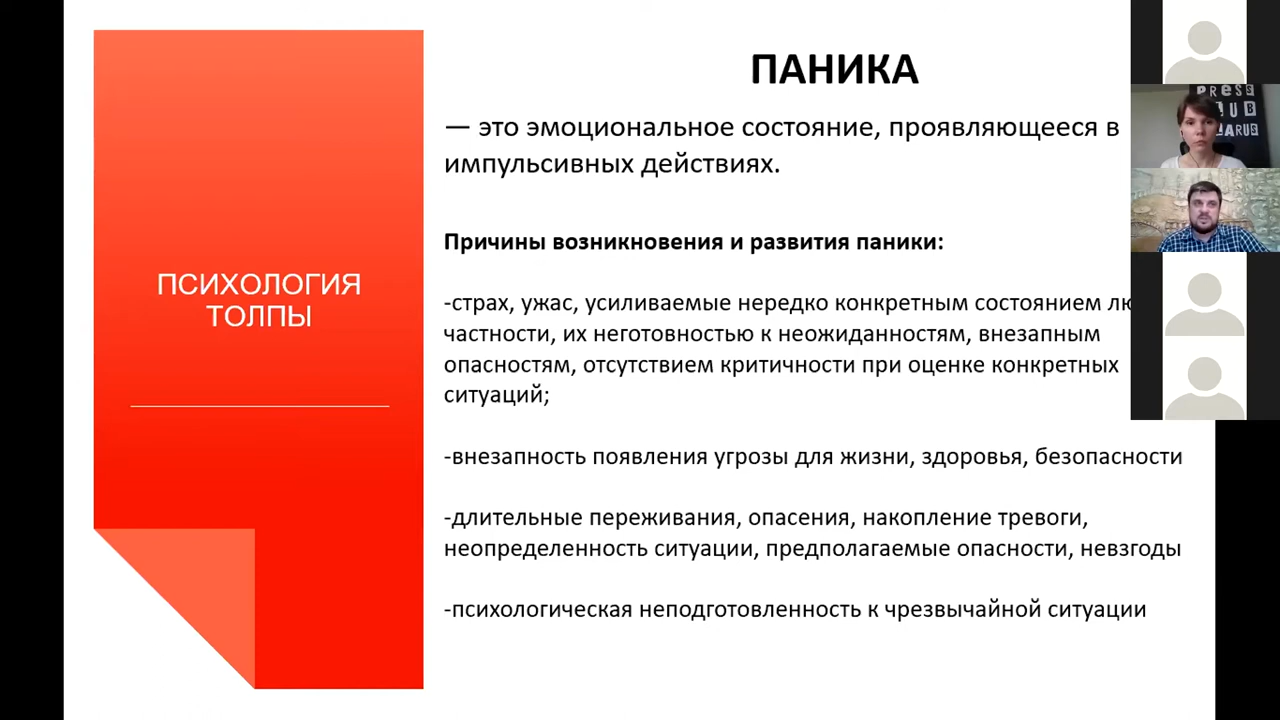 ПСИХОЛОГИЯ
ТОЛПЫ
ПАНИКА
— это эмоциональное состояние, проявляющееся в
импульсивных действиях.
Причины возникновения и развития паники:
-страх, ужас, усиливаемые нередко конкретным состоянием
частности, их неготовностью к неожиданностям, внезапным
опасностям, отсутствием критичности при оценке конкретных
ситуаций;
-внезапность появления угрозы для жизни, здоровья, безопасности
-длительные переживания, опасения, накопление тревоги,
неопределенность ситуации, предполагаемые опасности, невзгоды
-психологическая неподготовленность к чрезвычайной ситуации
PRESS